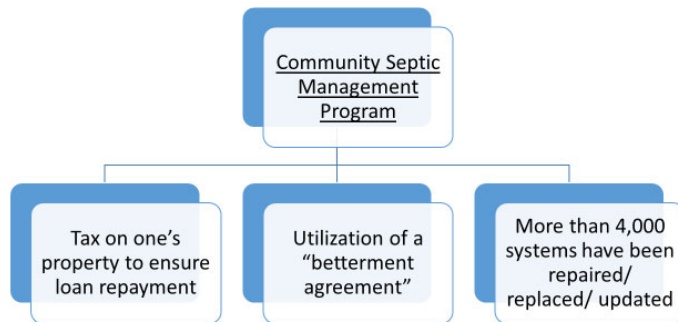 Community Septic
Management
Program
Tax on one’s
property to ensure
loan repayment
Utilization of a
“betterment
agreement”
More than 4,000
systems have been
repaired/
replaced/ updated